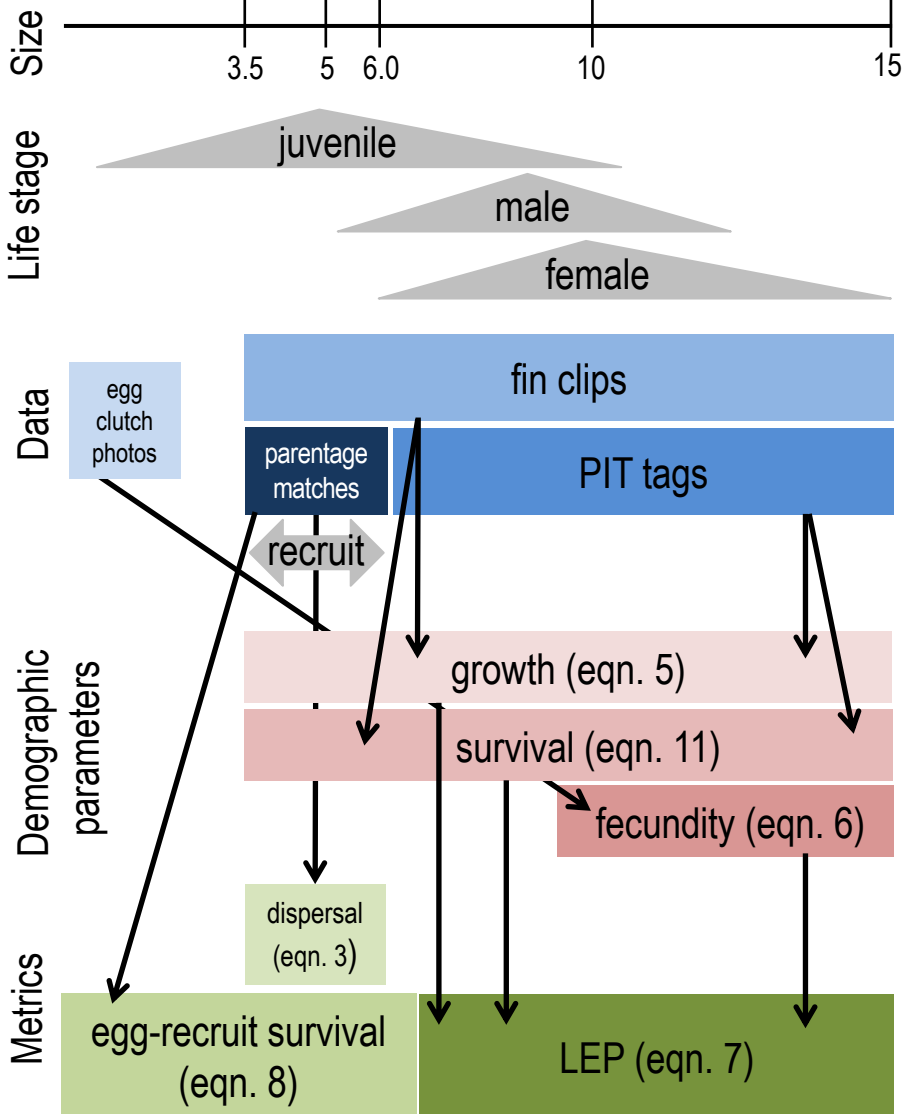 Size
3.5 5 6.0 10 15
Life stage
juvenile
male
female
Data
egg
clutch
photos
fin clips
parentage
matches
PIT tags
recruit
Demographic
parameters
growth (eqn. 5)
survival (eqn. 11)
fecundity (eqn. 6)
Metrics
dispersal
(eqn. 3)
egg-recruit survival
(eqn. 8)
LEP (eqn. 7)